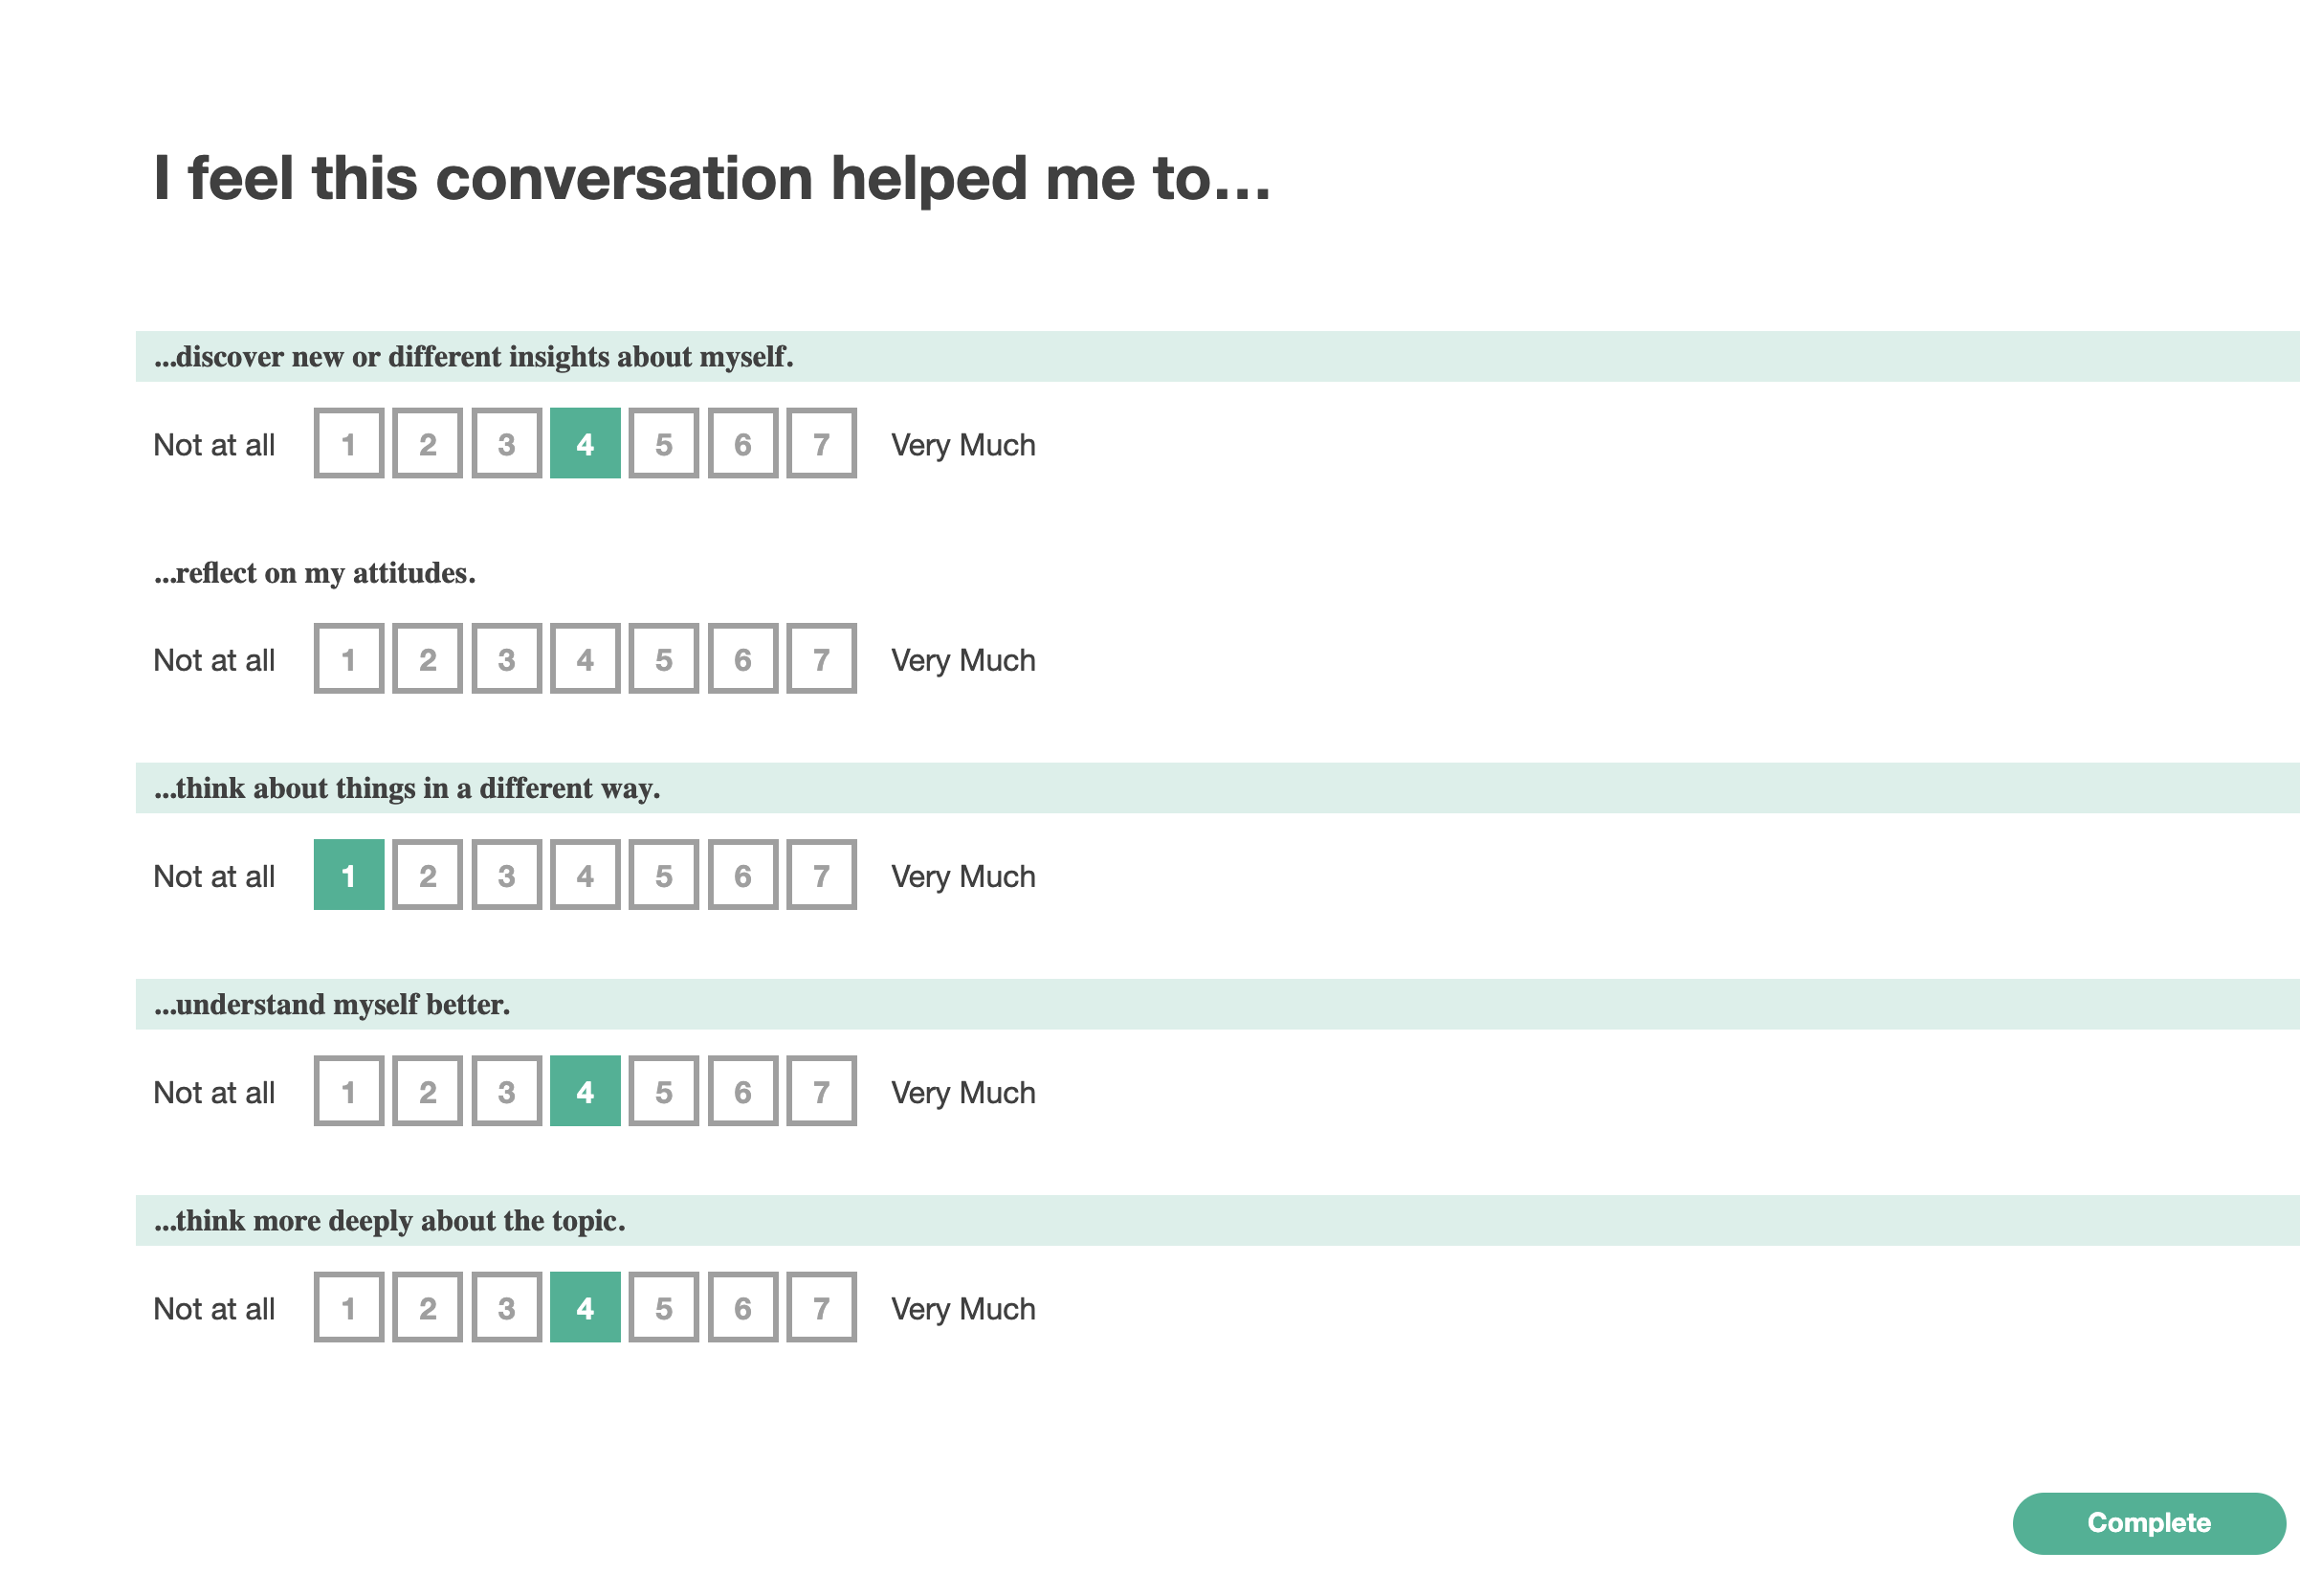 I feel this conversation helped me to…
...discover new or different insights about myself.
Not at all 1 2 3 4 5 6 7 Very Much
...reflect on my attitudes.
Not at all 1 2 3 4 5 6 7 Very Much
...think about things in a different way.
Not at all 1 2 3 4 5 6 7 Very Much
...understand myself better.
Not at all 1 2 3 4 5 6 7 Very Much
...think more deeply about the topic.
Not at all 1 2 3 4 5 6 7 Very Much
Complete